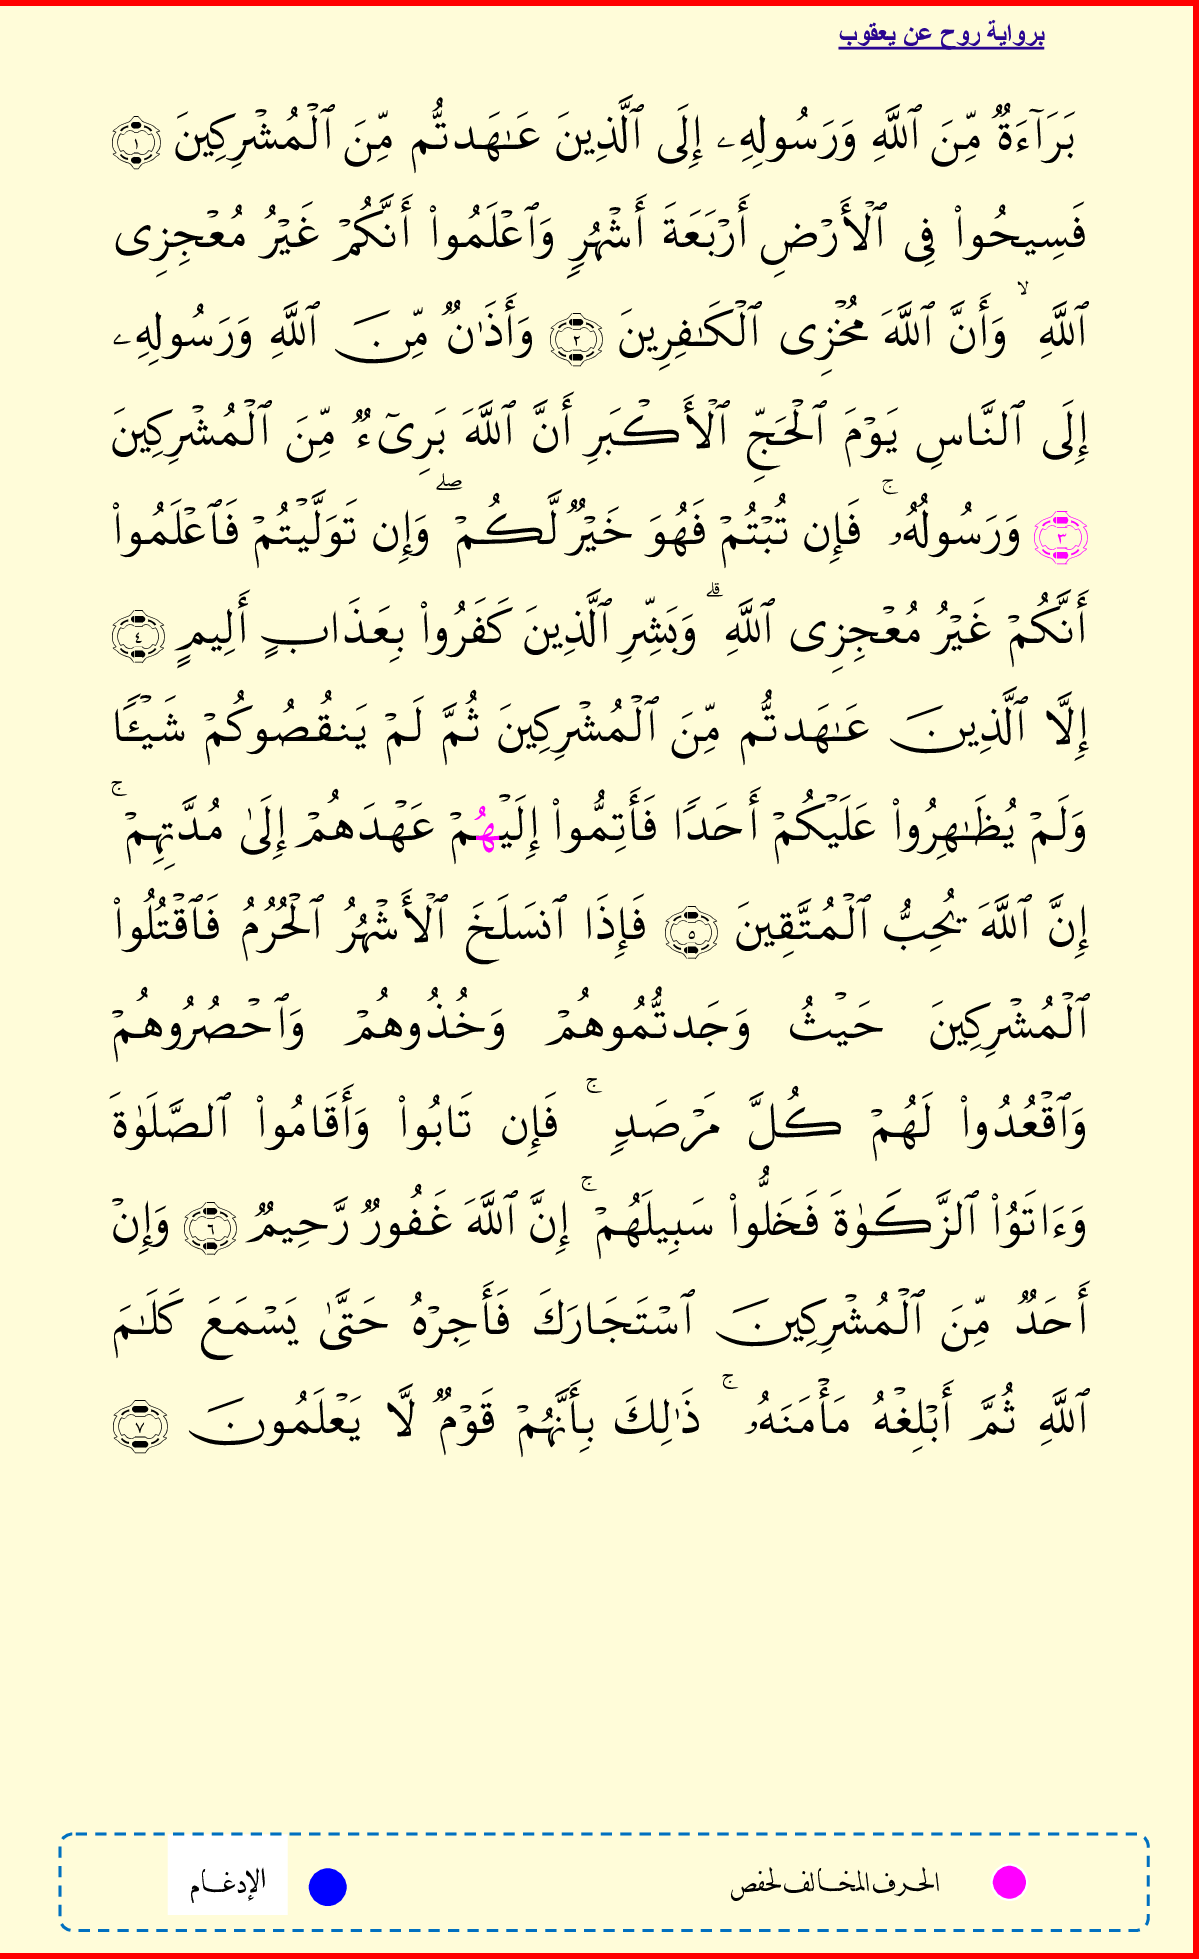 برواية روح عن يعقوب
بَرَآءَةٌ مِّنَ ٱللَّهِ وَرَسُولِهِۦ إِلَى ٱلَّذِينَ عَٰهَدتُّم مِّنَ ٱلۡمُشۡرِكِينَ ١
فَسِيحُواْ فِي ٱلۡأَرۡضِ أَرۡبَعَةَ أَشۡهُرٖ وَٱعۡلَمُوٓاْ أَنَّكُمۡ غَيۡرُ مُعۡجِزِي
ٱللَّهِ ۙ وَأَنَّ ٱللَّهَ مُخۡزِي ٱلۡكَٰفِرِينَ ٢ وَأَذَٰنٞ مِّنَ ٱللَّهِ وَرَسُولِهِۦ
إِلَى ٱلنَّاسِ يَوۡمَ ٱلۡحَجِّ ٱلۡأَكۡبَرِ أَنَّ ٱللَّهَ بَرِيٓءٞ مِّنَ ٱلۡمُشۡرِكِينَ
٣ وَرَسُولُهُۥ ۚ فَإِن تُبۡتُمۡ فَهُوَ خَيۡرٞ لَّكُمۡ ۖ وَإِن تَوَلَّيۡتُمۡ فَٱعۡلَمُواْ
أَنَّكُمۡ غَيۡرُ مُعۡجِزِي ٱللَّهِ ۗ وَبَشِّرِ ٱلَّذِينَ كَفَرُواْ بِعَذَابٍ أَلِيمٍ ٤
إِلَّا ٱلَّذِينَ عَٰهَدتُّم مِّنَ ٱلۡمُشۡرِكِينَ ثُمَّ لَمۡ يَنقُصُوكُمۡ شَيۡـٔٗا
وَلَمۡ يُظَٰهِرُواْ عَلَيۡكُمۡ أَحَدٗا فَأَتِمُّواْ إِلَيۡهُمۡ عَهۡدَهُمۡ إِلَىٰ مُدَّتِهِمۡ ۚ
إِنَّ ٱللَّهَ يُحِبُّ ٱلۡمُتَّقِينَ ٥ فَإِذَا ٱنسَلَخَ ٱلۡأَشۡهُرُ ٱلۡحُرُمُ فَٱقۡتُلُواْ
ٱلۡمُشۡرِكِينَ حَيۡثُ وَجَدتُّمُوهُمۡ وَخُذُوهُمۡ وَٱحۡصُرُوهُمۡ
وَٱقۡعُدُواْ لَهُمۡ كُلَّ مَرۡصَدٖ ۚ فَإِن تَابُواْ وَأَقَامُواْ ٱلصَّلَوٰةَ
وَءَاتَوُاْ ٱلزَّكَوٰةَ فَخَلُّواْ سَبِيلَهُمۡ ۚ إِنَّ ٱللَّهَ غَفُورٞ رَّحِيمٞ ٦ وَإِنۡ
أَحَدٞ مِّنَ ٱلۡمُشۡرِكِينَ ٱسۡتَجَارَكَ فَأَجِرۡهُ حَتَّىٰ يَسۡمَعَ كَلَٰمَ
ٱللَّهِ ثُمَّ أَبۡلِغۡهُ مَأۡمَنَهُۥ ۚ ذَٰلِكَ بِأَنَّهُمۡ قَوۡمٞ لَّا يَعۡلَمُونَ ٧
الحرف المخالف لحفص
الإدغام